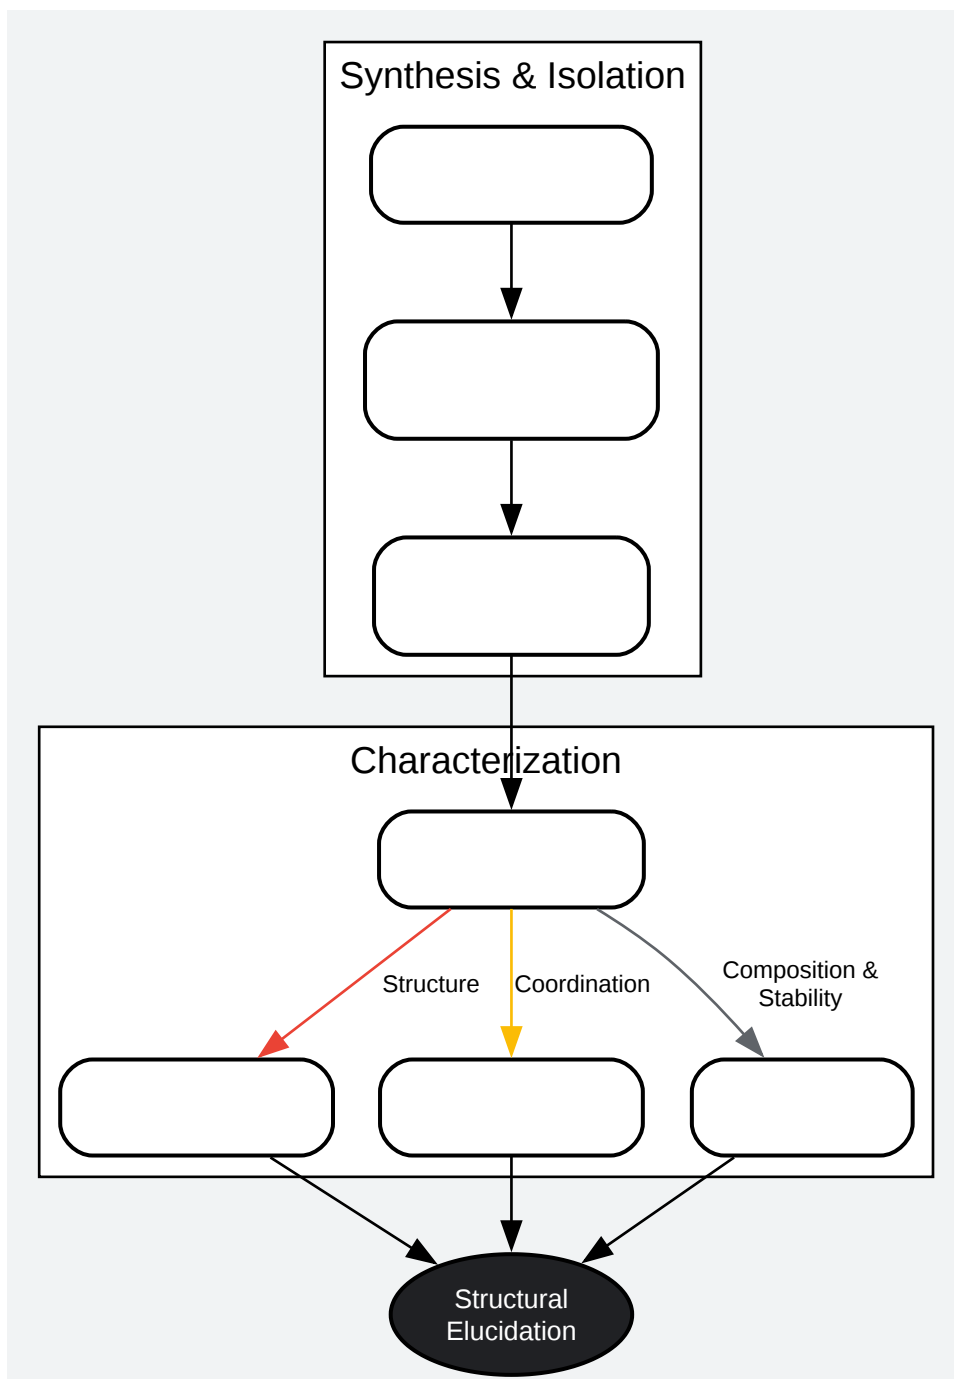 Synthesis & Isolation
Characterization
Structure
Coordination
Composition &
Stability
Structural
Elucidation